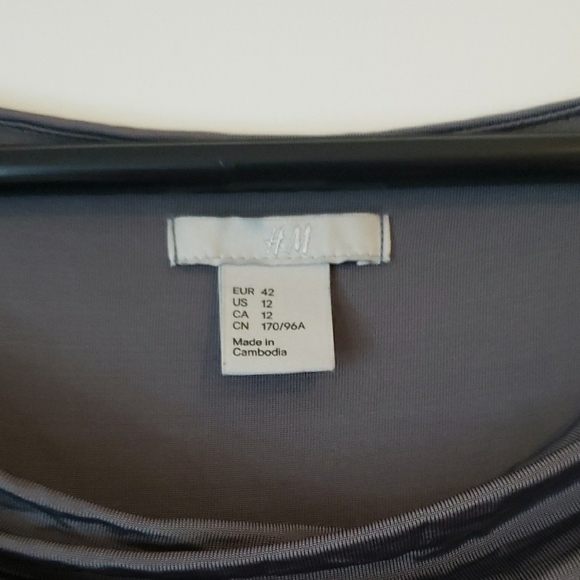 H&M
EUR 42
US 12
CA 12
CN 170/96A
Made in
Cambodia